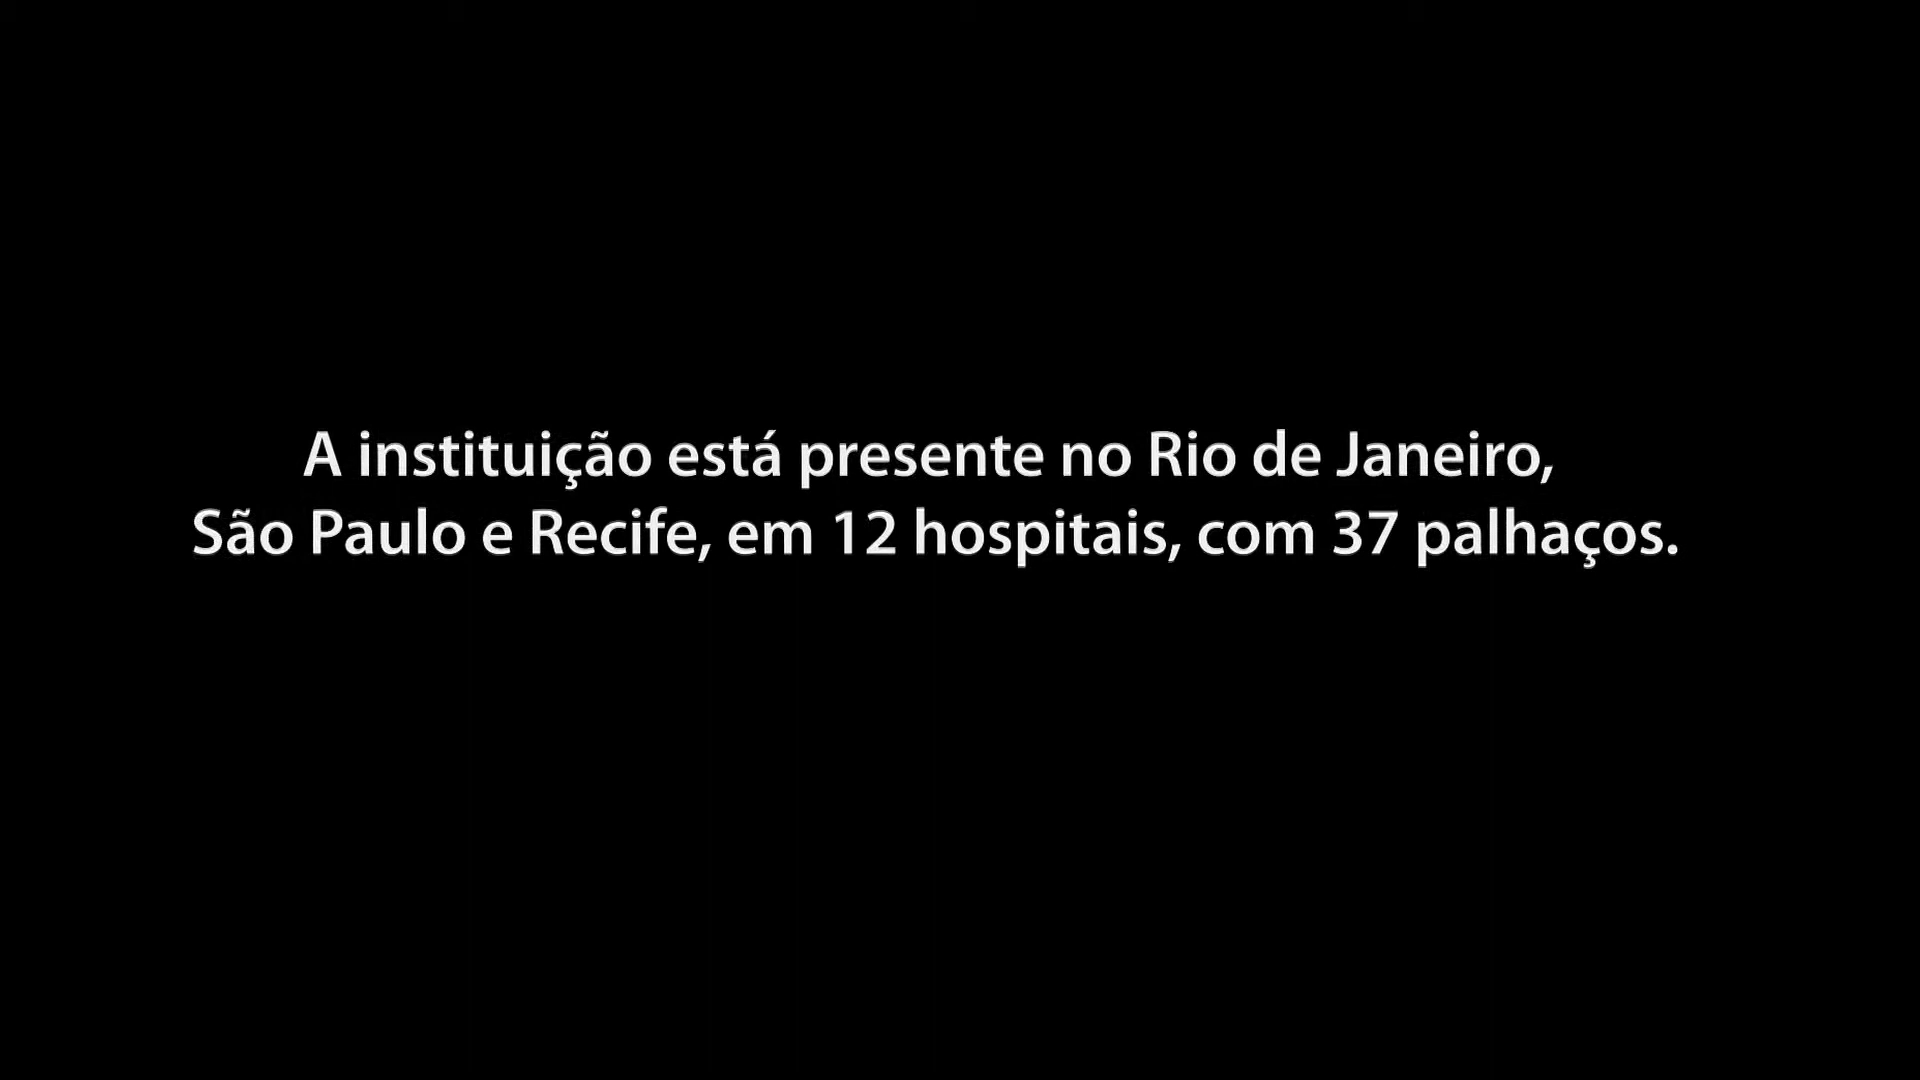 A instituição está presente no Rio de Janeiro,
São Paulo e Recife, em 12 hospitais, com 37 palhaços.